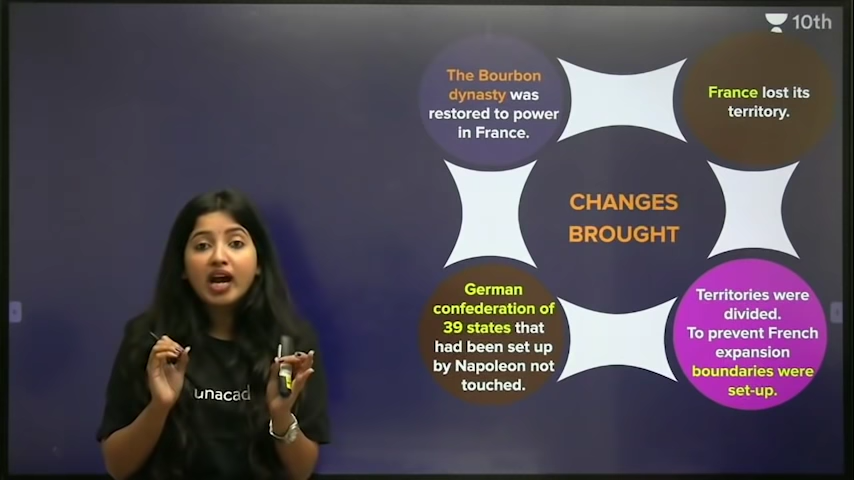 10th
The Bourbon
dynasty was
restored to power
in France.
France lost its
territory.
CHANGES
BROUGHT
German
confederation of
39 states that
had been set up
by Napoleon not
touched.
Territories were
divided.
To prevent French
expansion
boundaries were
set-up.
unacad